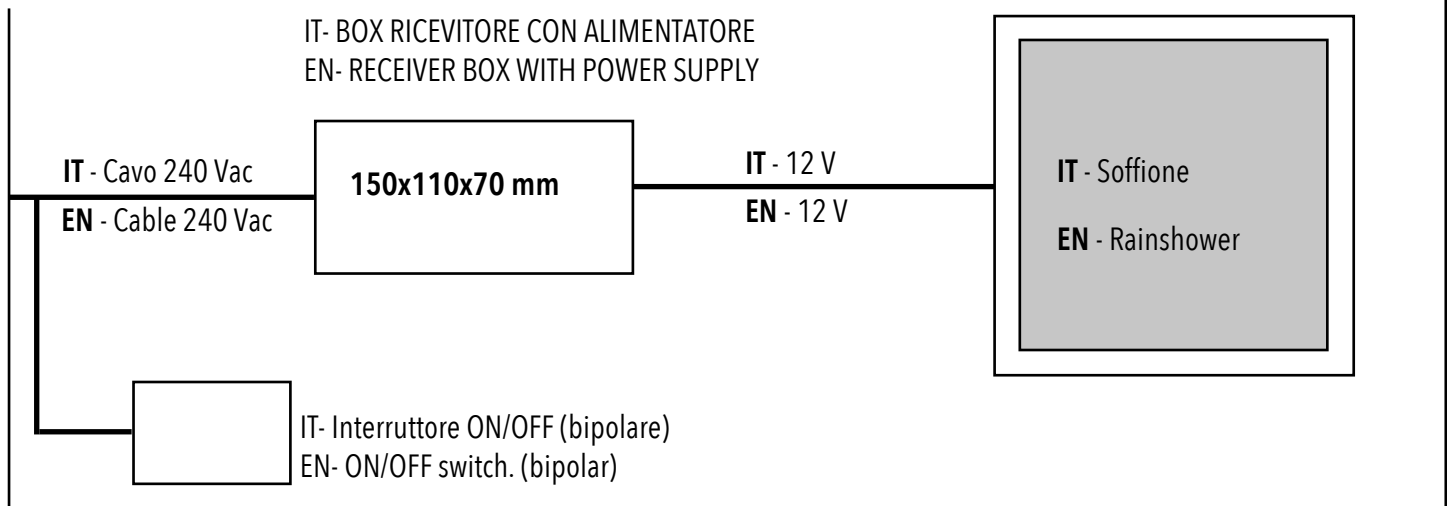 IT- BOX RICEVITORE CON ALIMENTATORE
EN- RECEIVER BOX WITH POWER SUPPLY
IT - Cavo 240 Vac
EN - Cable 240 Vac
150x110x70 mm
IT - 12 V
EN - 12 V
IT - Soffione
EN - Rainshower
IT- Interruttore ON/OFF (bipolare)
EN- ON/OFF switch. (bipolar)